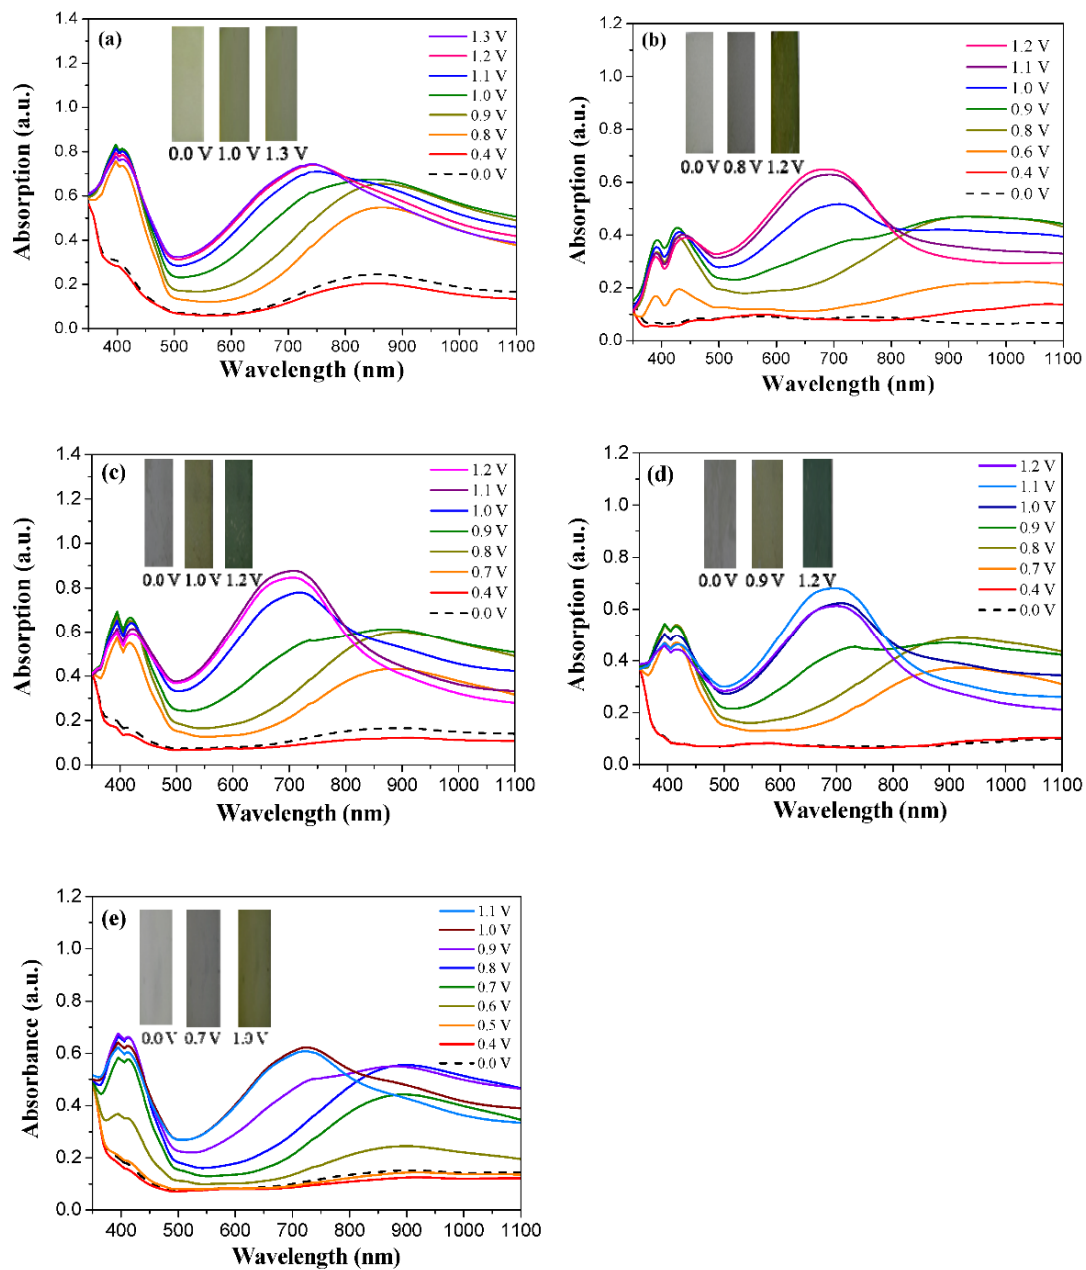 (a)
1.4
1.2
1.0
0.8
0.6
0.4
0.2
0.0
Absorption (a.u.)
0.0 V 1.0 V 1.3 V
1.3 V
1.2 V
1.1 V
1.0 V
0.9 V
0.8 V
0.4 V
0.0 V
400 500 600 700 800 900 1000 1100
Wavelength (nm)
(b)
1.2
1.0
0.8
0.6
0.4
0.2
0.0
Absorption (a.u.)
0.0 V 0.8 V 1.2 V
1.2 V
1.1 V
1.0 V
0.9 V
0.8 V
0.6 V
0.4 V
0.0 V
400 500 600 700 800 900 1000 1100
Wavelength (nm)
(c)
1.4
1.2
1.0
0.8
0.6
0.4
0.2
0.0
Absorption (a.u.)
0.0 V 1.0 V 1.2 V
1.2 V
1.1 V
1.0 V
0.9 V
0.8 V
0.7 V
0.4 V
0.0 V
400 500 600 700 800 900 1000 1100
Wavelength (nm)
(d)
1.2
1.0
0.8
0.6
0.4
0.2
0.0
Absorption (a.u.)
0.0 V 0.9 V 1.2 V
1.2 V
1.1 V
1.0 V
0.9 V
0.8 V
0.7 V
0.4 V
0.0 V
400 500 600 700 800 900 1000 1100
Wavelength (nm)
(e)
1.2
1.0
0.8
0.6
0.4
0.2
0.0
Absorbance (a.u.)
0.0 V 0.7 V 1.0 V
1.1 V
1.0 V
0.9 V
0.8 V
0.7 V
0.6 V
0.5 V
0.4 V
0.0 V
400 500 600 700 800 900 1000 1100
Wavelength (nm)